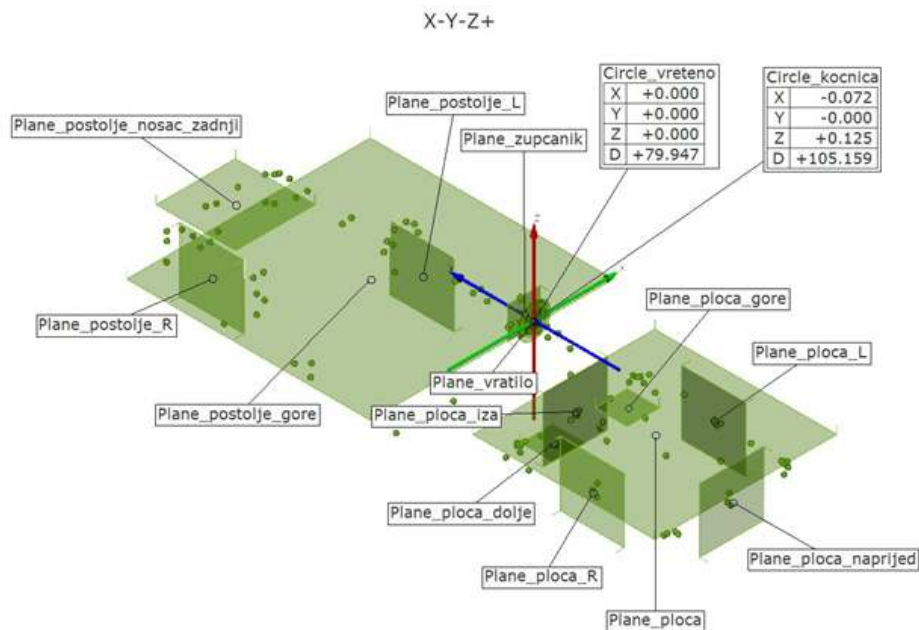 X-Y-Z+
Circle_vreteno
X +0.000
Y +0.000
Z +0.000
D +79.947
Circle_kocnica
X -0.072
Y -0.000
Z +0.125
D +105.159
Plane_postolje_L
Plane_postolje_nosac_zadnji
Plane_zupcanik
Plane_ploca_gore
Plane_postolje_R
Plane_ploca_L
Plane_vratilo
Plane_postolje_gore
Plane_ploca_iza
Plane_ploca_dolje
Plane_ploca_naprijed
Plane_ploca_R
Plane_ploca